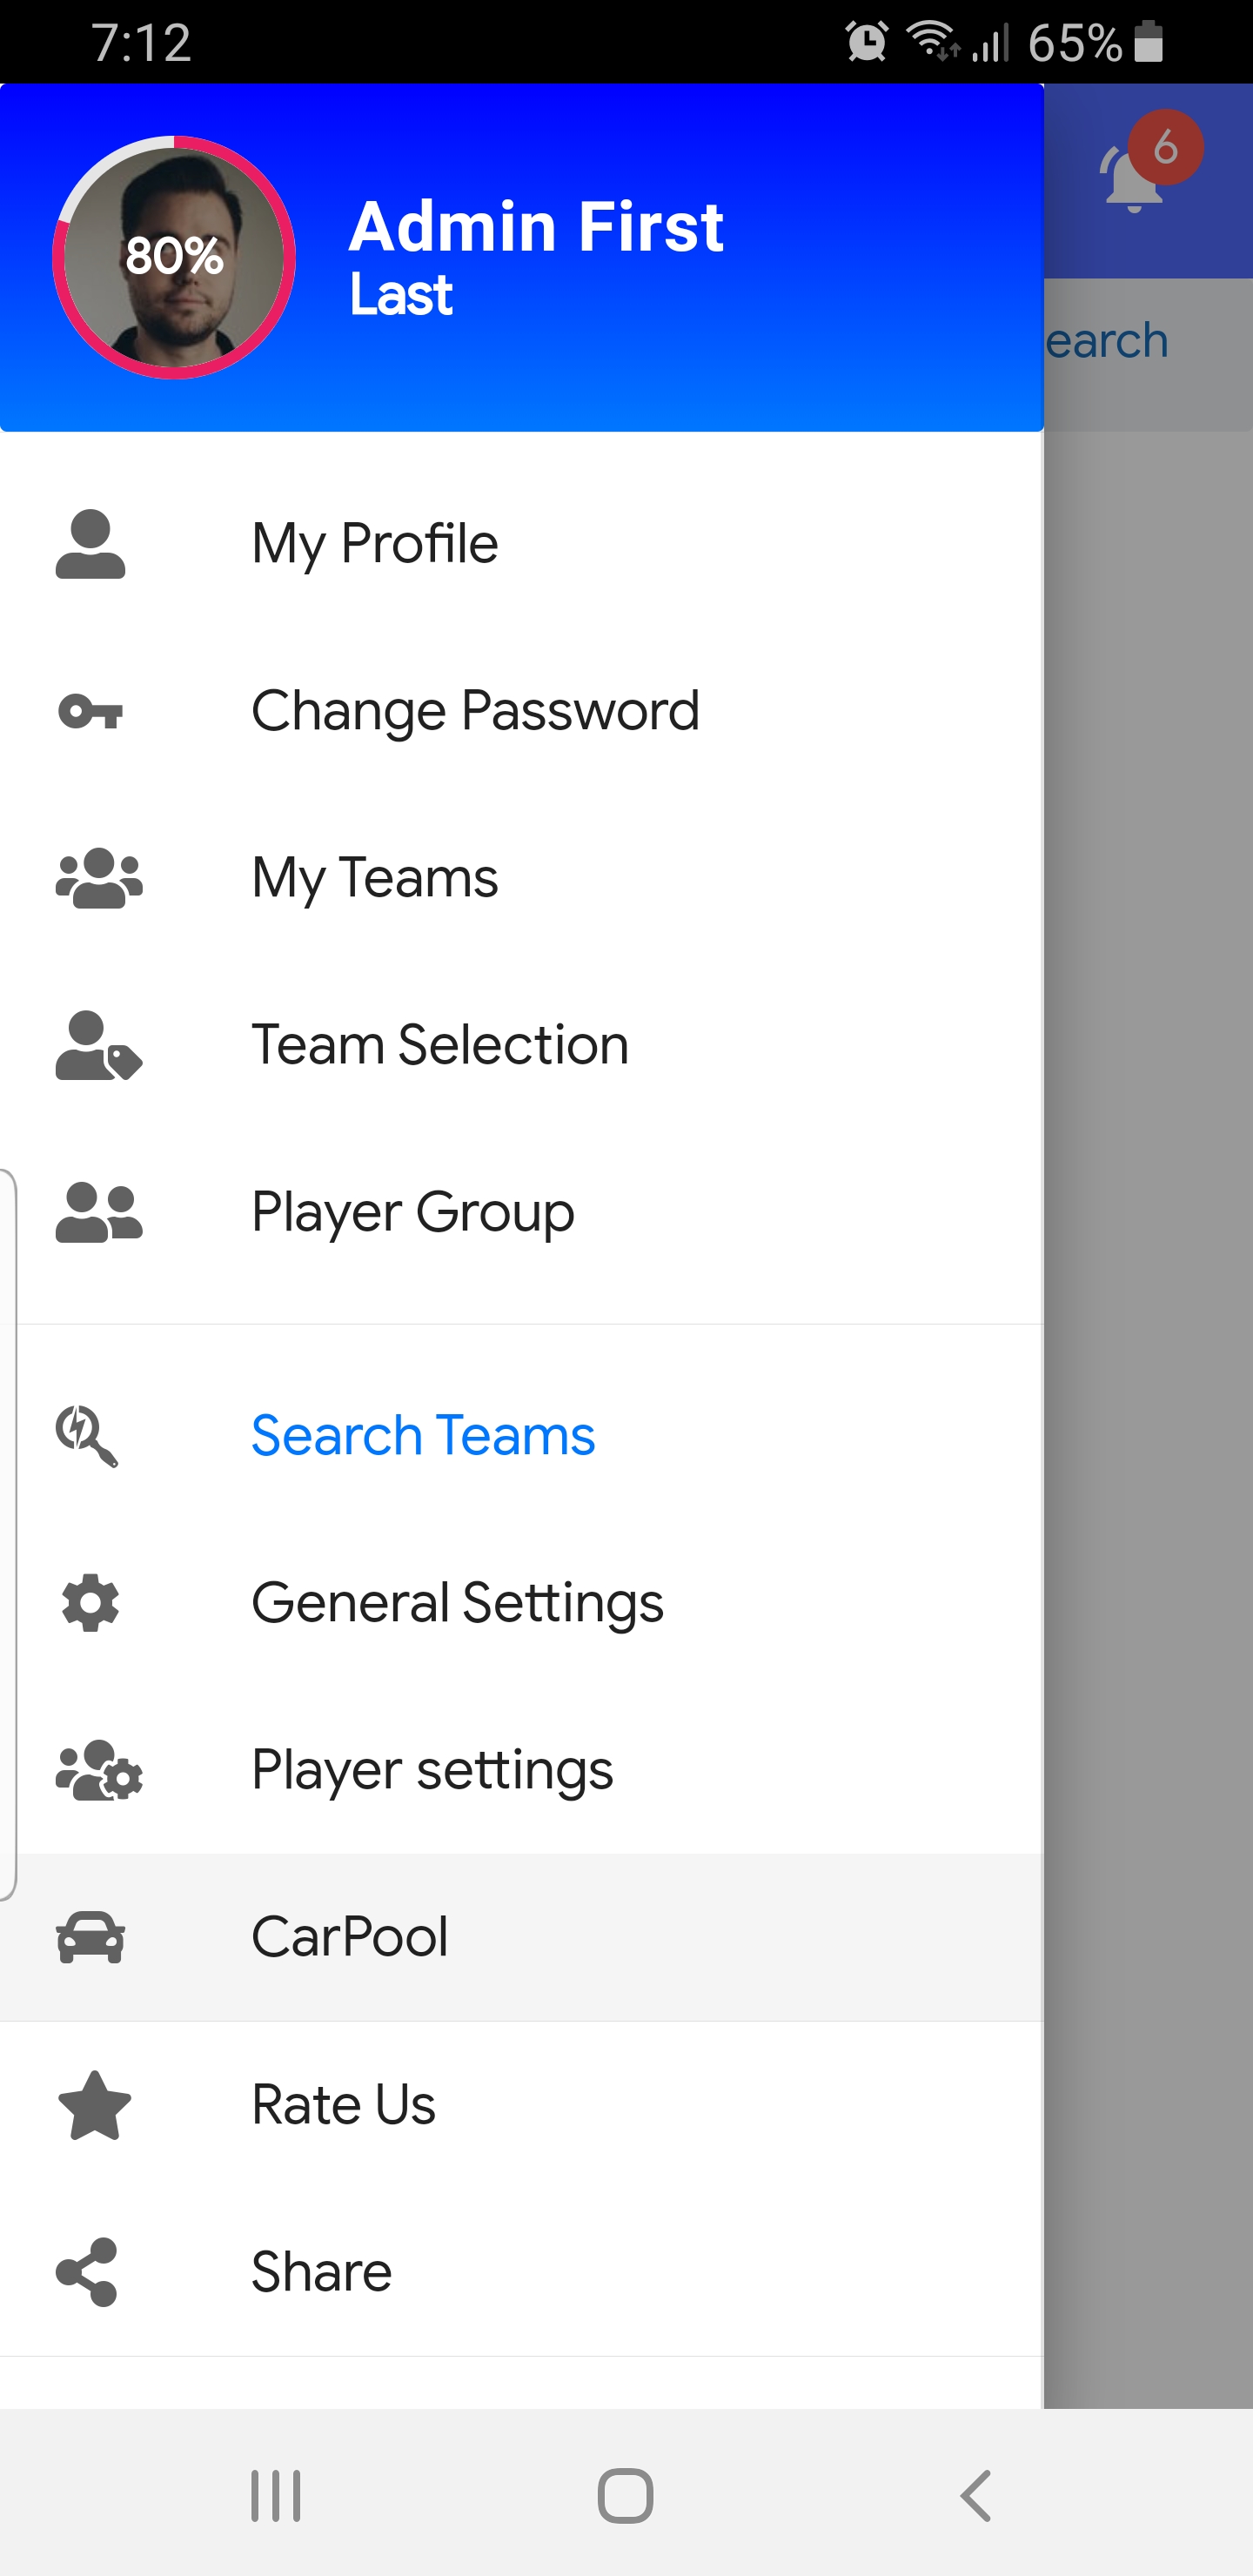 7:12
65%
6
80%
Admin First
Last
earch
My Profile
Change Password
My Teams
Team Selection
Player Group
Search Teams
General Settings
Player settings
CarPool
Rate Us
Share